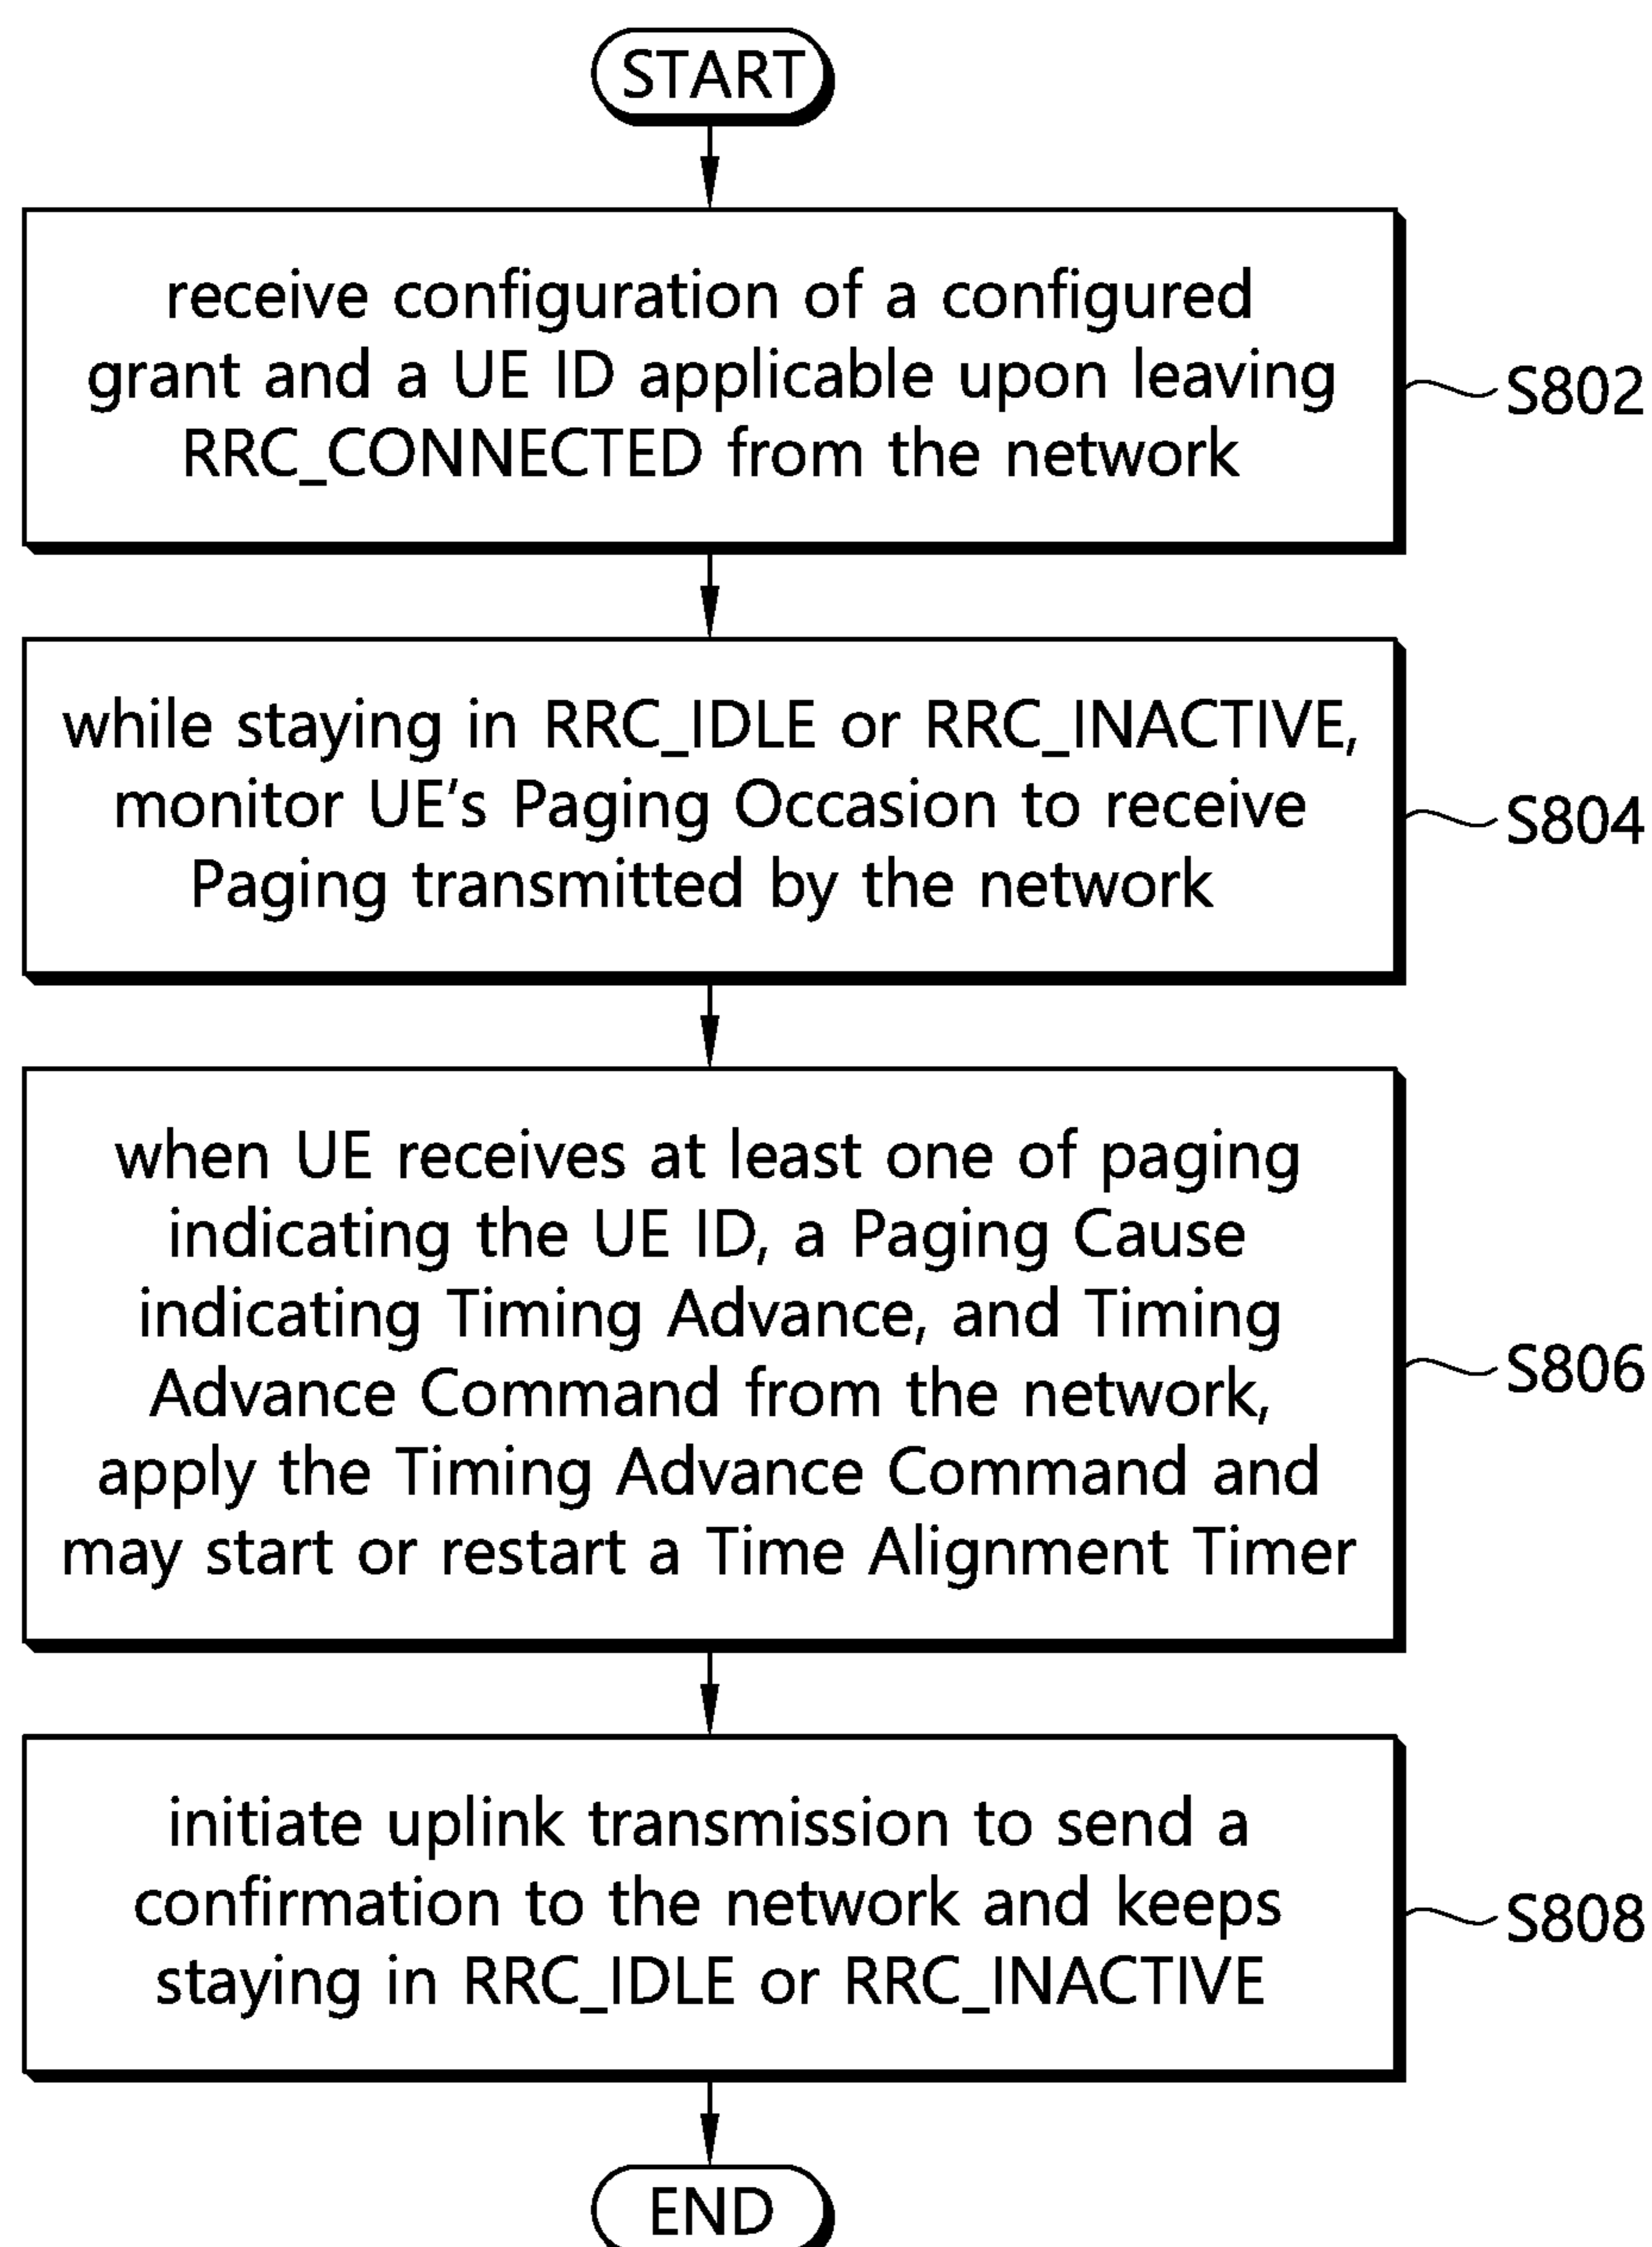 START
receive configuration of a configured
grant and a UE ID applicable upon leaving
RRC_CONNECTED from the network
S802
while staying in RRC_IDLE or RRC_INACTIVE,
monitor UE's Paging Occasion to receive
Paging transmitted by the network
S804
when UE receives at least one of paging
indicating the UE ID, a Paging Cause
indicating Timing Advance, and Timing
Advance Command from the network,
apply the Timing Advance Command and
may start or restart a Time Alignment Timer
S806
initiate uplink transmission to send a
confirmation to the network and keeps
staying in RRC_IDLE or RRC_INACTIVE
S808
END